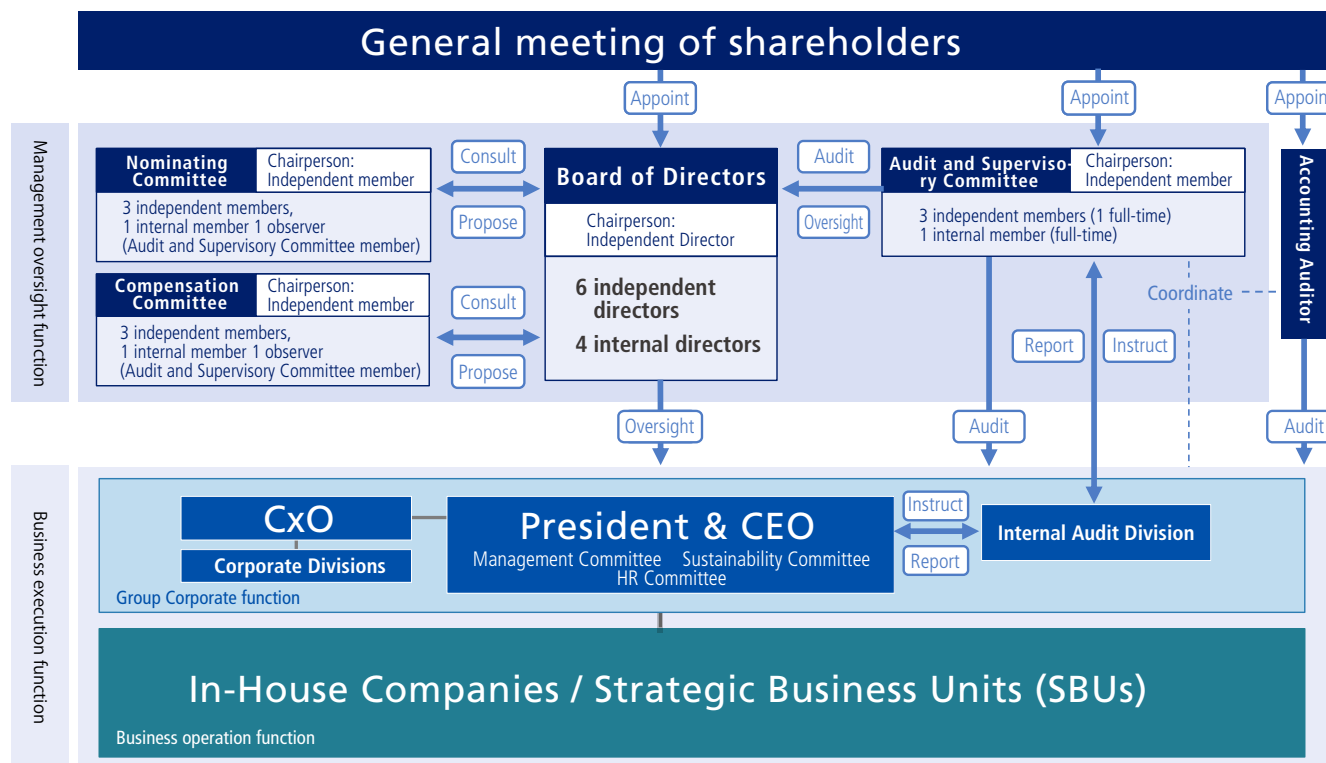 General meeting of shareholders
Appoint
Appoint
Appoin
Management oversight function
Nominating
Committee
Chairperson:
Independent member
3 independent members,
1 internal member 1 observer
(Audit and Supervisory Committee member)
Consult
Propose
Board of Directors
Chairperson:
Independent Director
6 independent
directors
4 internal directors
Audit
Oversight
Audit and Superviso-
ry Committee
Chairperson:
Independent member
3 independent members (1 full-time)
1 internal member (full-time)
Accounting Auditor
Compensation
Committee
Chairperson:
Independent member
3 independent members,
1 internal member 1 observer
(Audit and Supervisory Committee member)
Consult
Propose
Coordinate
Report
Instruct
Oversight
Audit
Audit
Business execution function
CxO
Corporate Divisions
President & CEO
Management Committee Sustainability Committee
HR Committee
Instruct
Report
Internal Audit Division
Group Corporate function
In-House Companies / Strategic Business Units (SBUs)
Business operation function